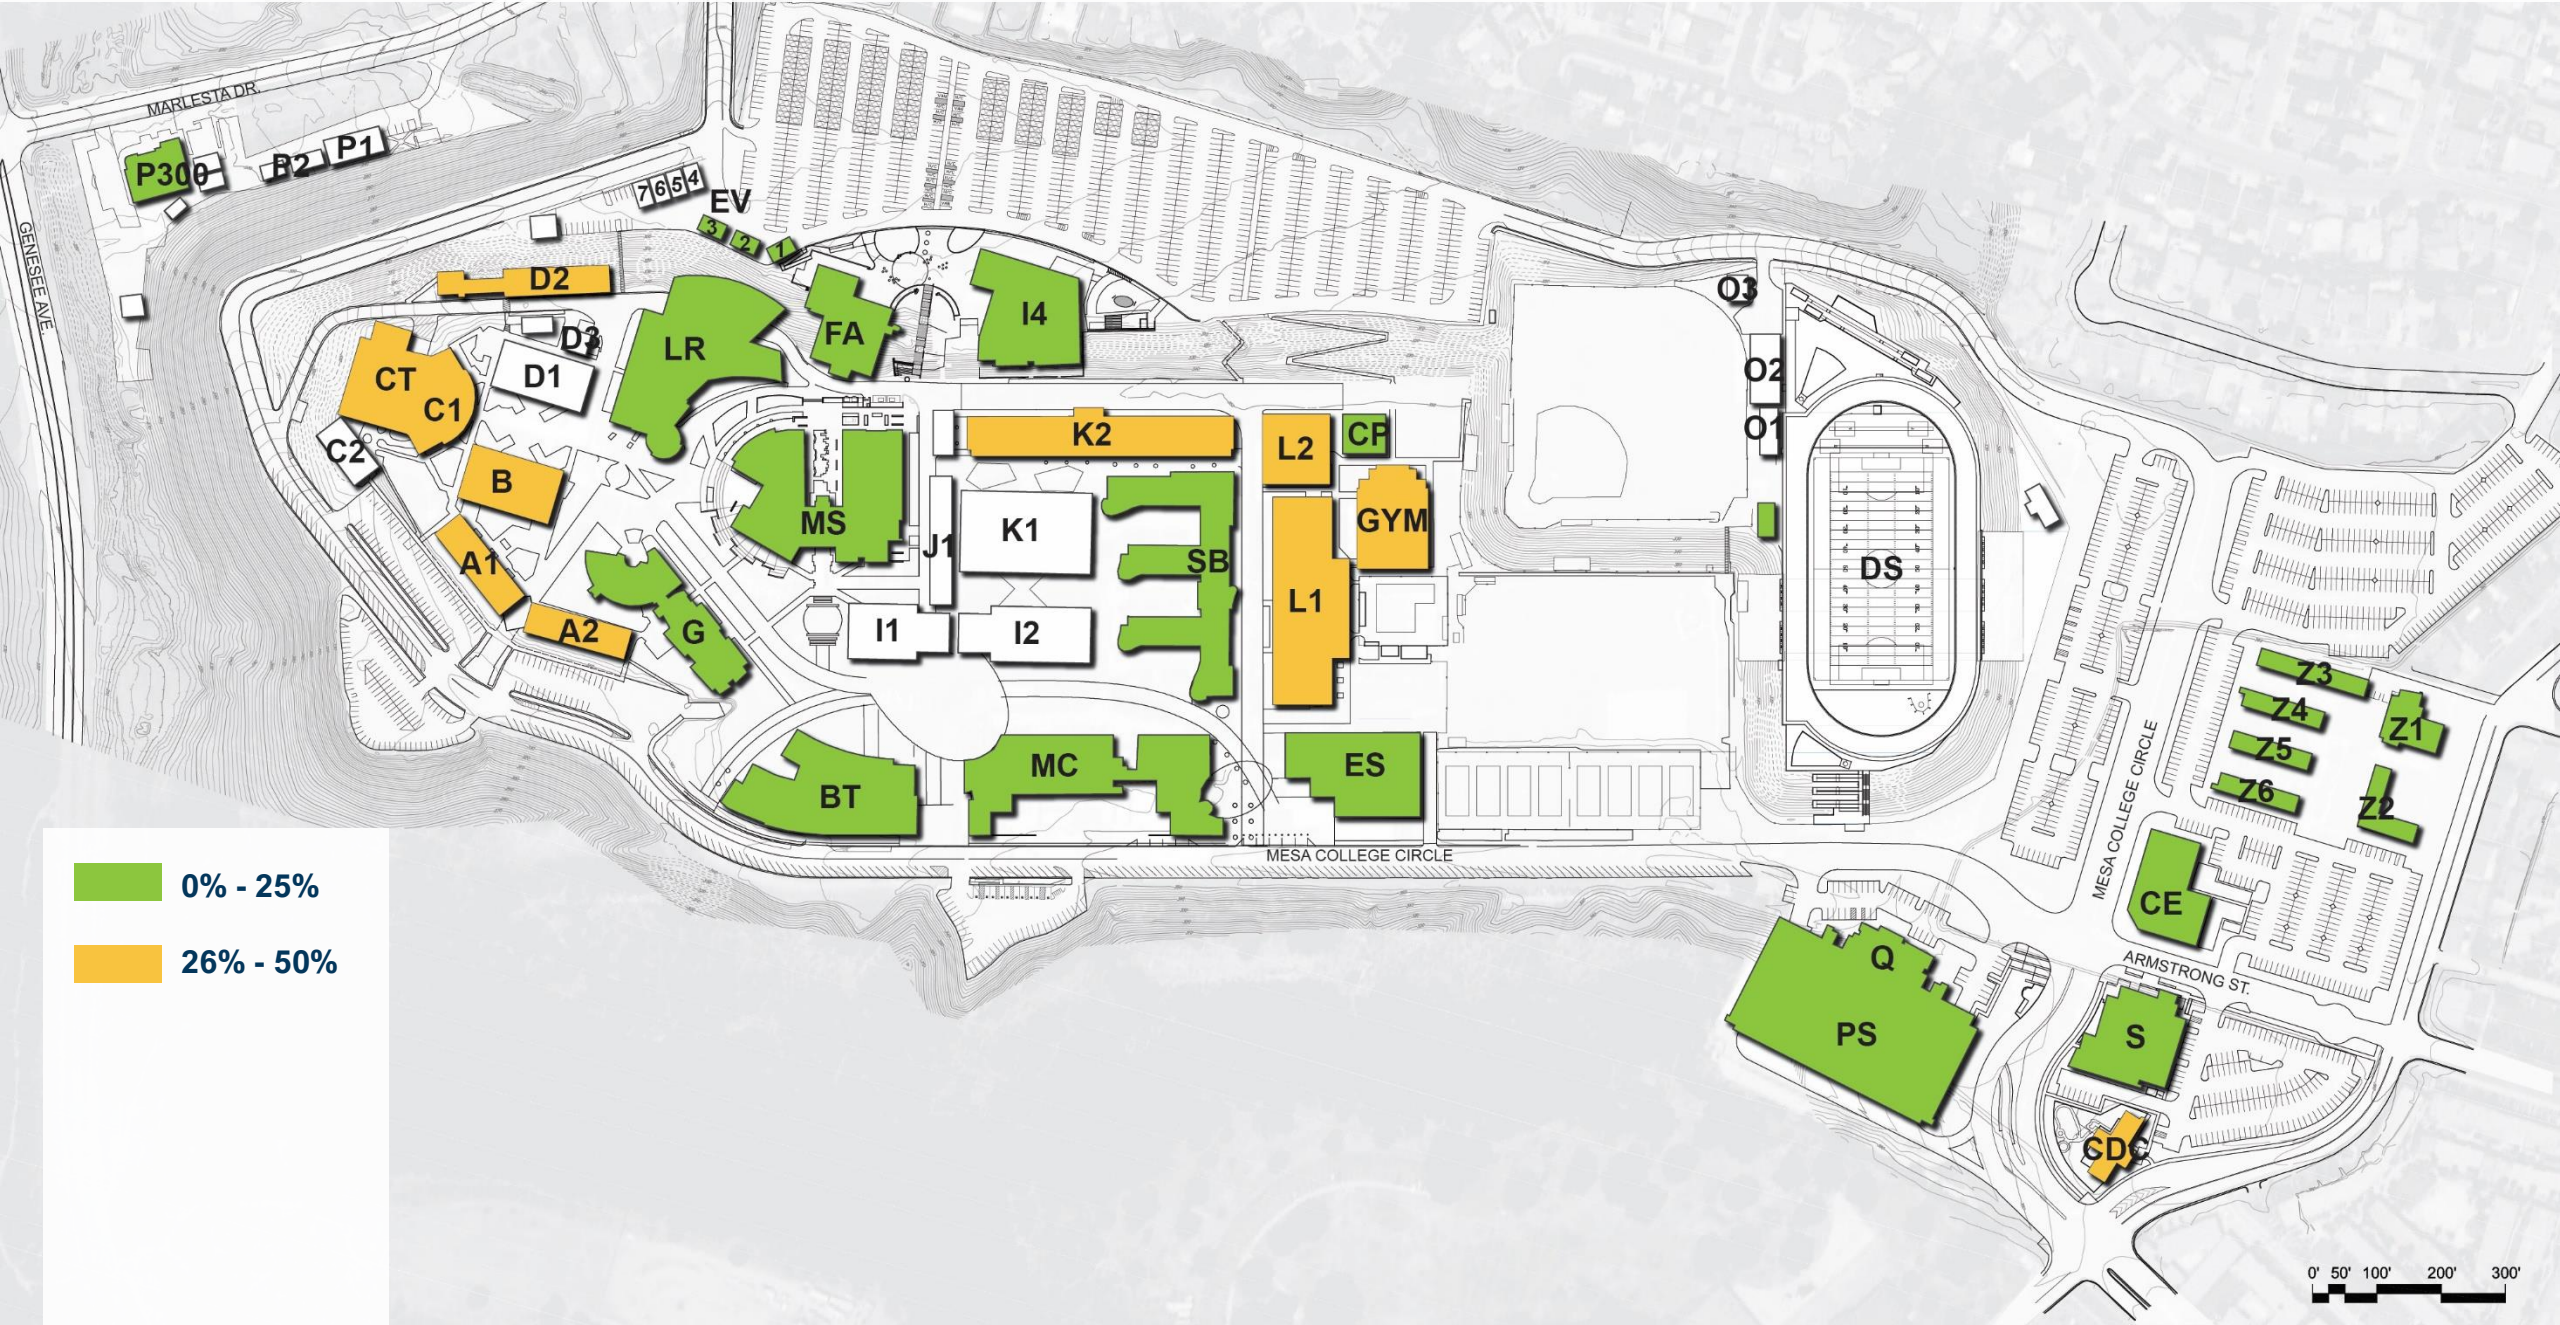 MARLESTA DR.
P300
P2
P1
GENESEE AVE.
7
6
5
4
EV
3
2
1
D2
D3
D1
LR
FA
I4
CT
C1
C2
B
A1
A2
G
MS
J1
K2
K1
I1
I2
SB
L2
CP
GYM
L1
O3
O2
O1
DS
BT
MC
ES
MESA COLLEGE CIRCLE
MESA COLLEGE CIRCLE
Z3
Z4
Z5
Z6
Z1
Z2
CE
ARMSTRONG ST.
Q
PS
S
CDC
0% - 25%
26% - 50%
0' 50' 100' 200' 300'